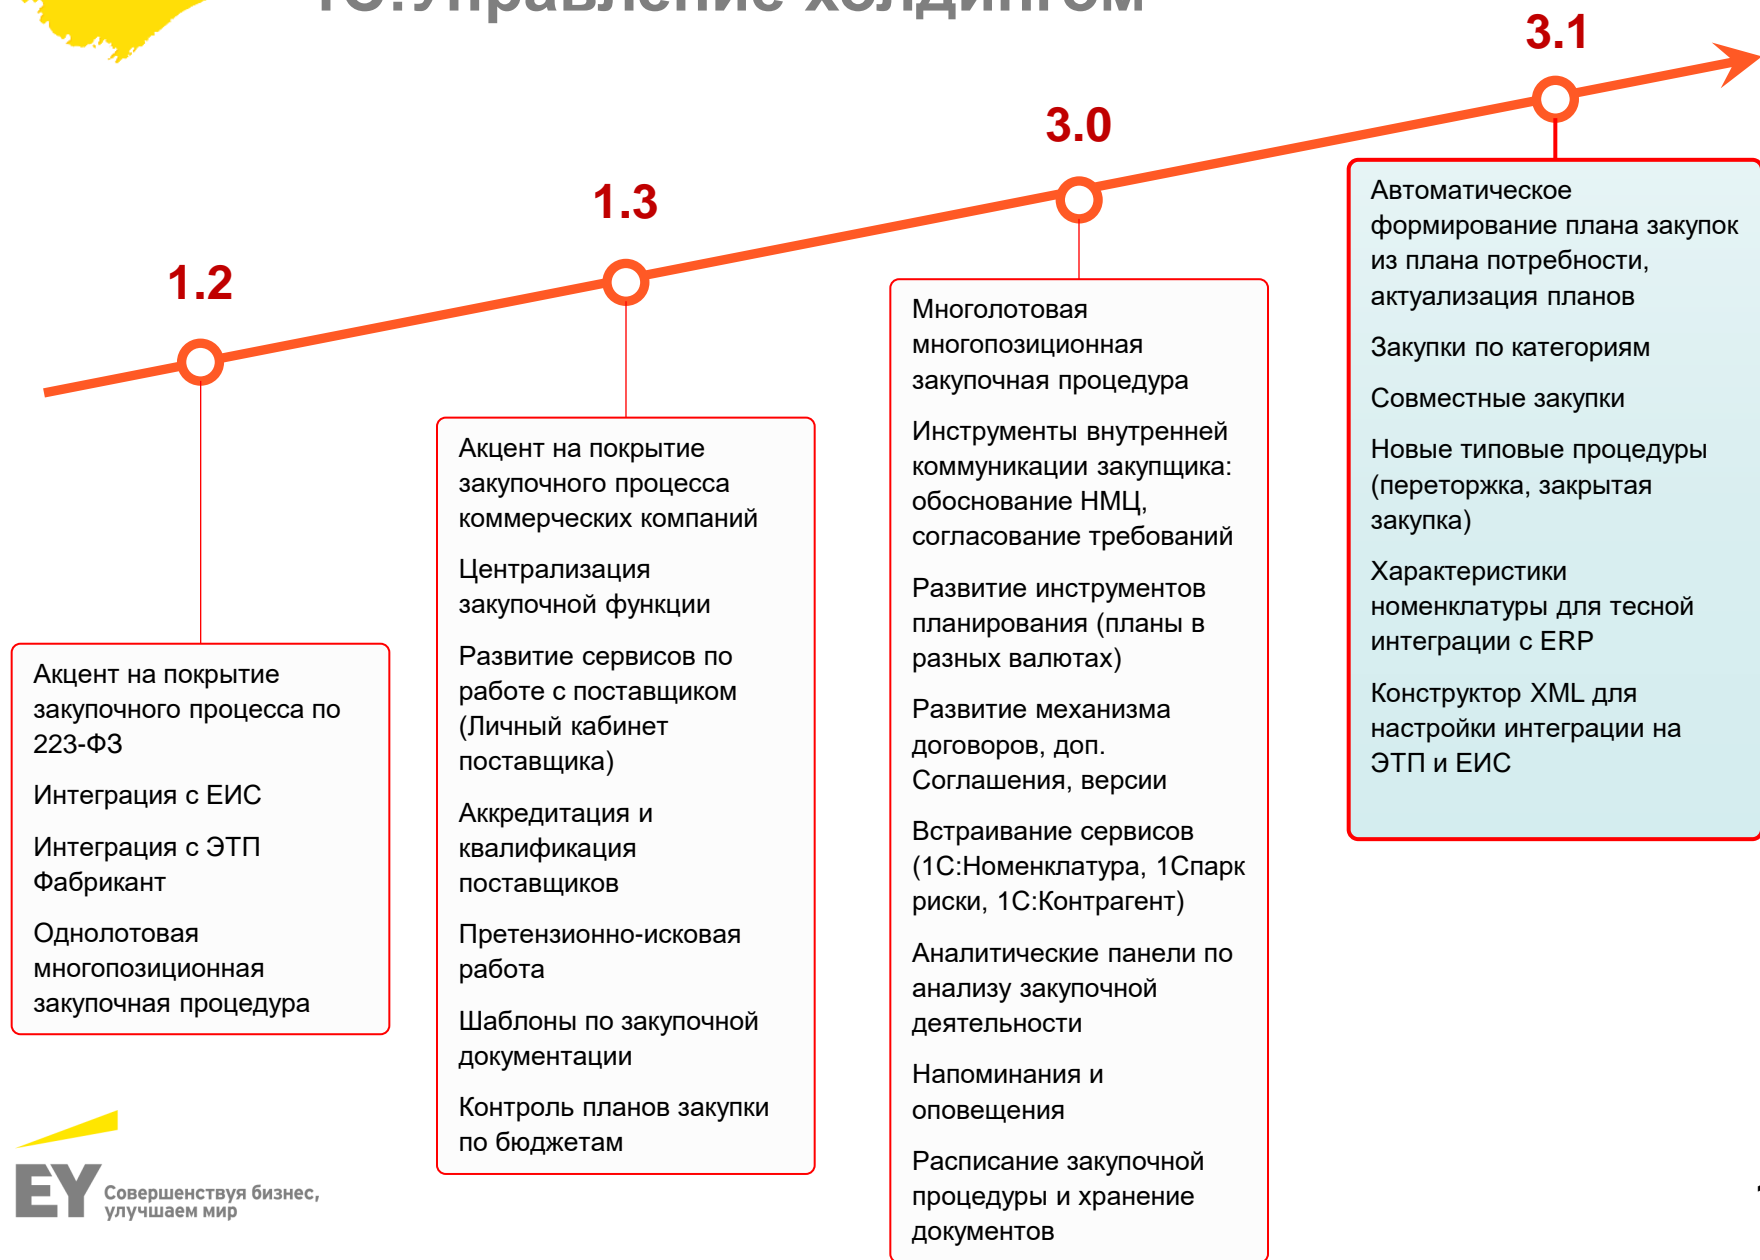 1С:Управление холдингом
3.1
3.0
1.3
1.2
Акцент на покрытие
закупочного процесса по
223-ФЗ
Интеграция с ЕИС
Интеграция с ЭТП
Фабрикант
Однолотовая
многопозиционная
закупочная процедура
Акцент на покрытие
закупочного процесса
коммерческих компаний
Централизация
закупочной функции
Развитие сервисов по
работе с поставщиком
(Личный кабинет
поставщика)
Аккредитация и
квалификация
поставщиков
Претензионно-исковая
работа
Шаблоны по закупочной
документации
Контроль планов закупки
по бюджетам
Многолотовая
многопозиционная
закупочная процедура
Инструменты внутренней
коммуникации закупщика:
обоснование НМЦ,
согласование требований
Развитие инструментов
планирования (планы в
разных валютах)
Развитие механизма
договоров, доп.
Соглашения, версии
Встраивание сервисов
(1С:Номенклатура, 1Спарк
риски, 1С:Контрагент)
Аналитические панели по
анализу закупочной
деятельности
Напоминания и
оповещения
Расписание закупочной
процедуры и хранение
документов
Автоматическое
формирование плана закупок
из плана потребности,
актуализация планов
Закупки по категориям
Совместные закупки
Новые типовые процедуры
(переторжка, закрытая
закупка)
Характеристики
номенклатуры для тесной
интеграции с ERP
Конструктор XML для
настройки интеграции на
ЭТП и ЕИС
EY
Совершенствуя бизнес,
улучшаем мир